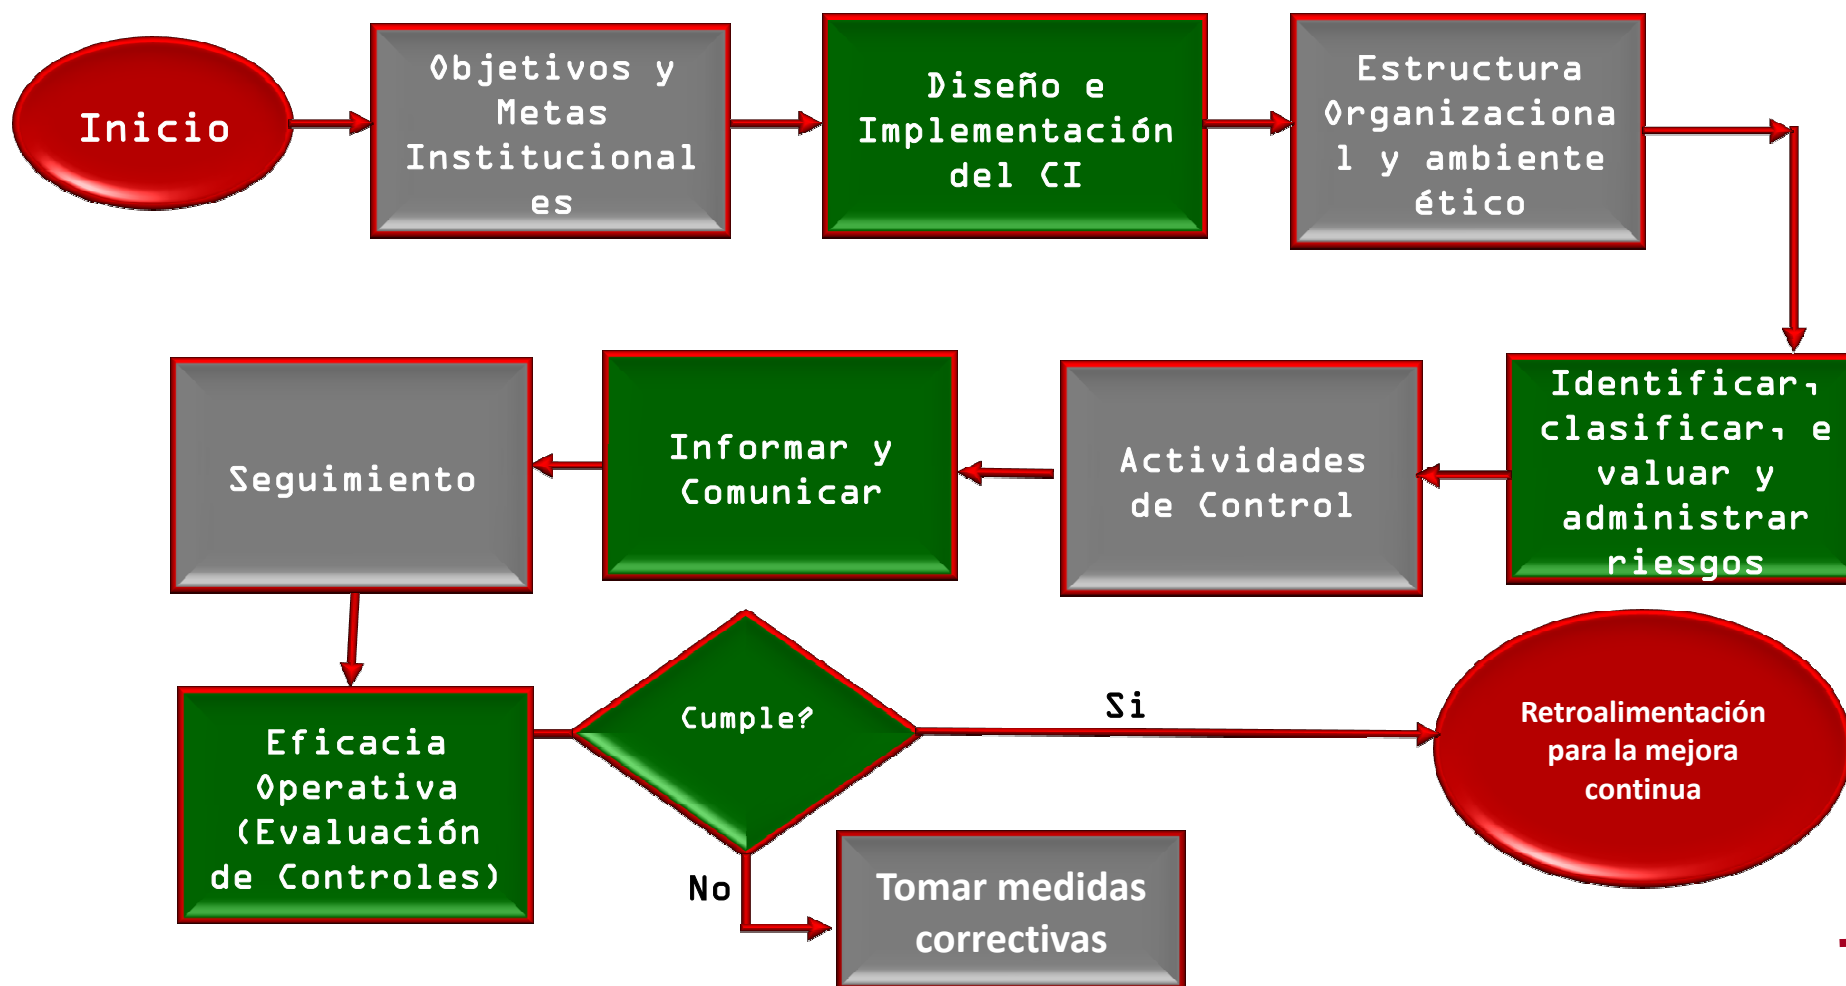 Inicio
Objetivos y
Metas
Institucional
es
Diseño e
Implementación
del CI
Estructura
Organizaciona
l y ambiente
ético
Identificar, 
clasificar, e
valuar y
administrar
riesgos
Actividades
de Control
Informar y
Comunicar
Seguimiento
Eficacia
Operativa
(Evaluación
de Controles)
Cumple?
Si
No
Retroalimentación
para la mejora
continua
Tomar medidas
correctivas